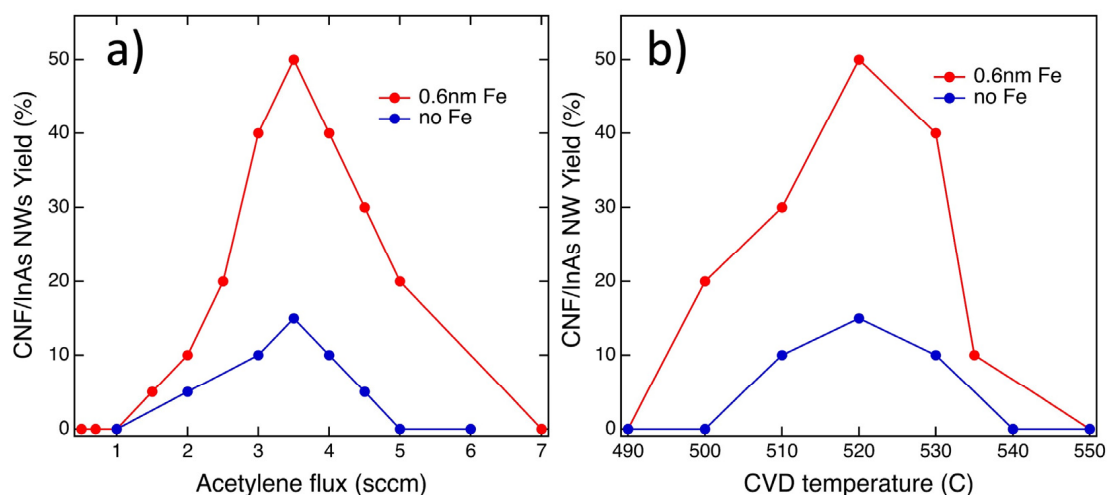 a)
CNF/InAs NWs Yield (%)
50
40
30
20
10
0
0.6nm Fe
no Fe
1 2 3 4 5 6 7
Acetylene flux (sccm)
b)
CNF/InAs NW Yield (%)
50
40
30
20
10
0
0.6nm Fe
no Fe
490 500 510 520 530 540 550
CVD temperature (C)